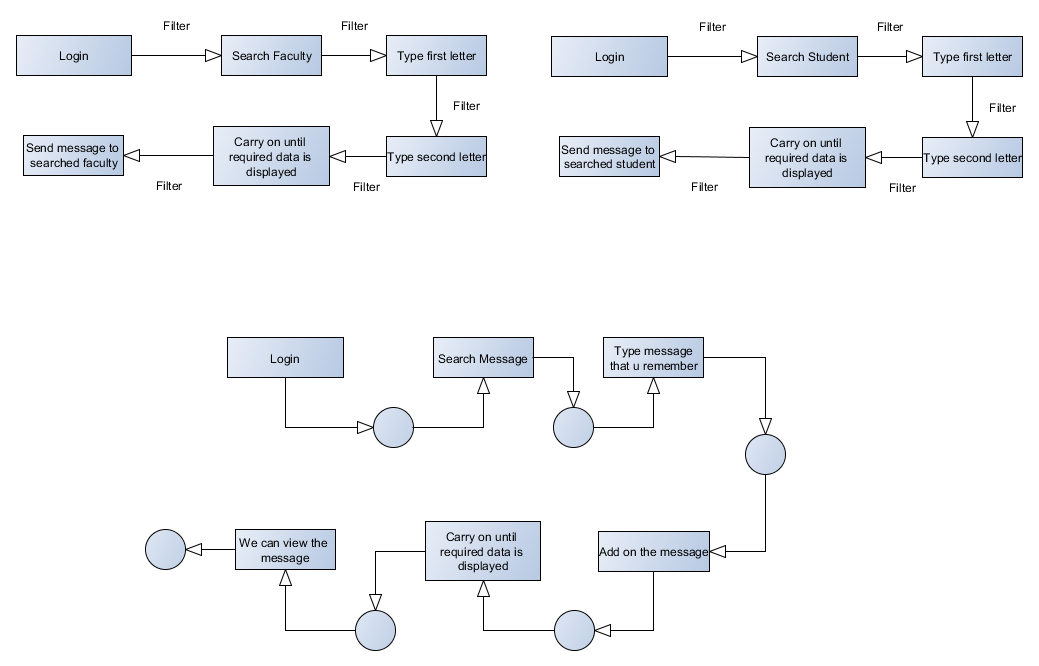 Filter
Filter
Login
Search Faculty
Type first letter
Filter
Send message to
searched faculty
Carry on until
required data is
displayed
Type second letter
Filter
Filter
Filter
Filter
Login
Search Student
Type first letter
Filter
Send message to
searched student
Carry on until
required data is
displayed
Type second letter
Filter
Filter
Login
Search Message
Type message
that u remember
We can view the
message
Carry on until
required data is
displayed
Add on the message